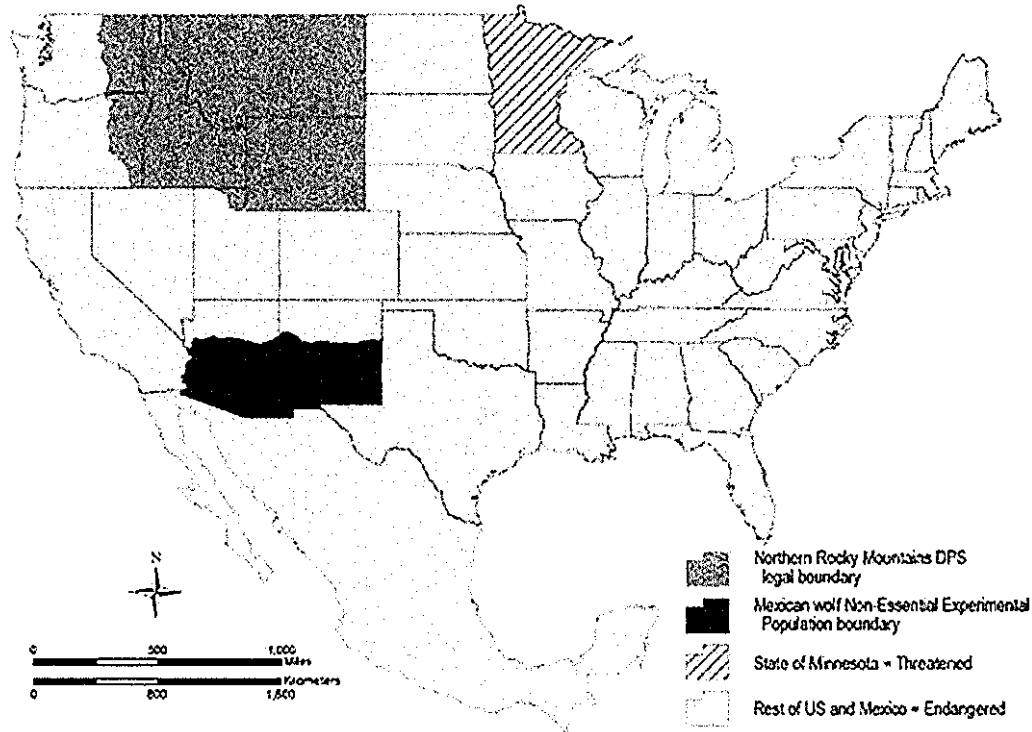 Northern Rocky Mountains DPS
legal boundary
Mexican wolf Non-Essential Experimental
Population boundary
State of Minnesota = Threatened
Rest of US and Mexico = Endangered
N
0 500 1,000
Miles
Kilometers
0 800 1,600